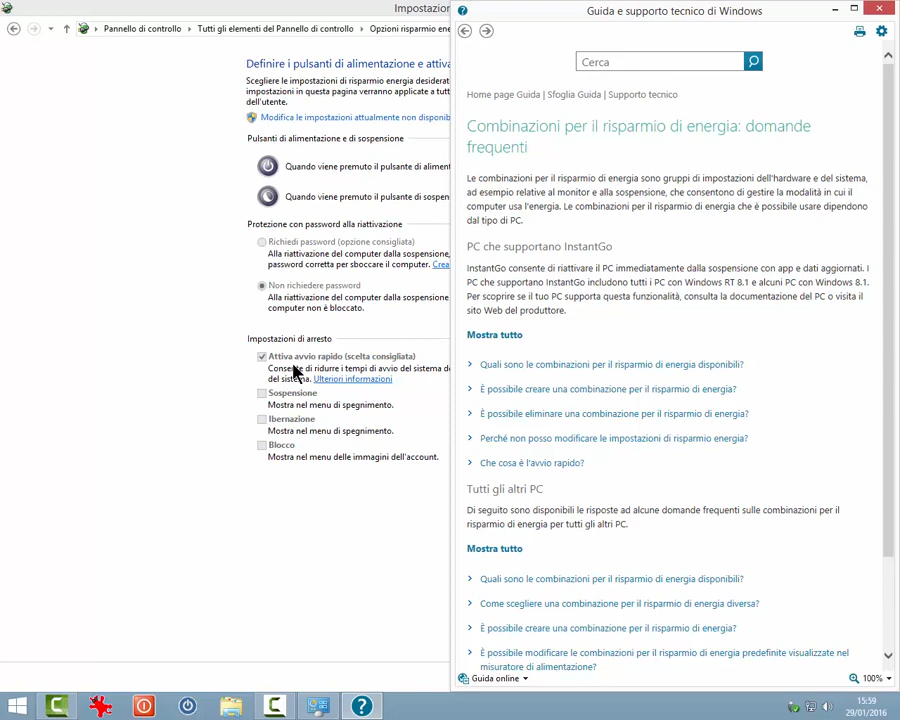 Impostazio
Pannello di controllo
Tutti gli elementi del Pannello di controllo
Opzioni risparmio ene
Definire i pulsanti di alimentazione e attiva
Scegliere le impostazioni di risparmio energia desiderat
impostazioni in questa pagina verranno applicate a tutt
dell'utente.
Modifica le impostazioni attualmente non disponib
Pulsanti di alimentazione e di sospensione
Quando viene premuto il pulsante di alimen
Quando viene premuto il pulsante di sospen
Protezione con password alla riattivazione
Richiedi password (opzione consigliata)
Alla riattivazione del computer dalla sospensione,
password corretta per sboccare il computer. Crea
Non richiedere password
Alla riattivazione del computer dalla sospensione
computer non è bloccato.
Impostazioni di arresto
Attiva avvio rapido (scelta consigliata)
di ridurre i tempi di avvio del sistema d
del sistema. Ulteriori informazioni
Sospensione
Mostra nel menu di spegnimento.
Ibernazione
Mostra nel menu di spegnimento.
Blocco
Mostra nel menu delle immagini dell'account.
Guida e supporto tecnico di Windows
Cerca
Home page Guida | Sfoglia Guida | Supporto tecnico
Combinazioni per il risparmio di energia: domande
frequenti
Le combinazioni per il risparmio di energia sono gruppi di impostazioni dell'hardware e del sistema,
ad esempio relative al monitor e alla sospensione, che consentono di gestire la modalità in cui il
computer usa l'energia. Le combinazioni per il risparmio di energia che è possibile usare dipendono
dal tipo di PC.
PC che supportano InstantGo
InstantGo consente di riattivare il PC immediatamente dalla sospensione con app e dati aggiornati. I
PC che supportano InstantGo includono tutti i PC con Windows RT 8.1 e alcuni PC con Windows 8.1.
Per scoprire se il tuo PC supporta questa funzionalità, consulta la documentazione del PC o visita il
sito Web del produttore.
Mostra tutto
Quali sono le combinazioni per il risparmio di energia disponibili?
È possibile creare una combinazione per il risparmio di energia?
È possibile eliminare una combinazione per il risparmio di energia?
Perché non posso modificare le impostazioni di risparmio energia?
Che cosa è l'avvio rapido?
Tutti gli altri PC
Di seguito sono disponibili le risposte ad alcune domande frequenti sulle combinazioni per il
risparmio di energia per tutti gli altri PC.
Mostra tutto
Quali sono le combinazioni per il risparmio di energia disponibili?
Come scegliere una combinazione per il risparmio di energia diversa?
È possibile creare una combinazione per il risparmio di energia?
È possibile modificare le combinazioni per il risparmio di energia predefinite visualizzate nel
misuratore di alimentazione?
Guida online
100%
15:59
29/01/2016